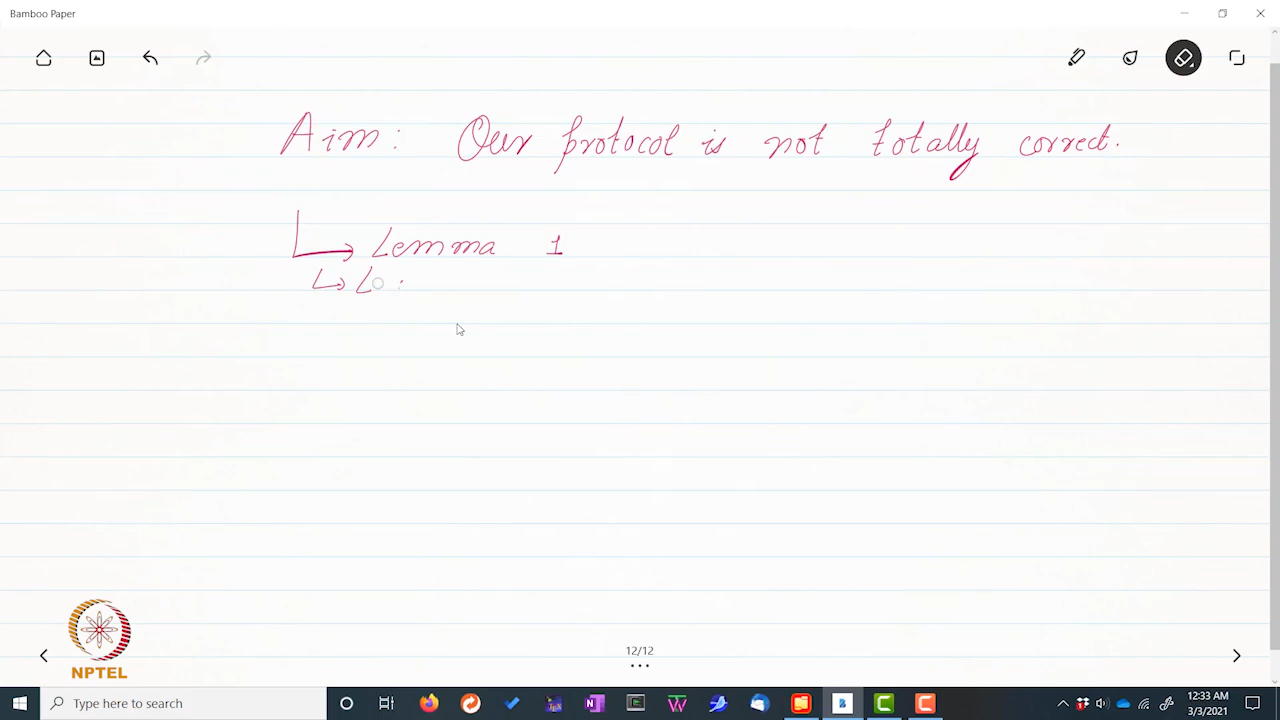 Bamboo Paper
Aim: Our protocol is not totally correct.
Lemma 1
12/12
NPTEL
Type here to search
12:33 AM
3/3/2021